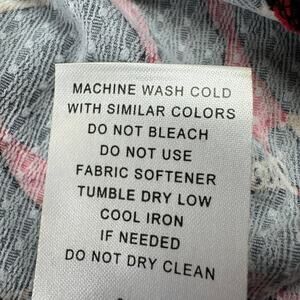 MACHINE WASH COLD
WITH SIMILAR COLORS
DO NOT BLEACH
DO NOT USE
FABRIC SOFTENER
TUMBLE DRY LOW
COOL IRON
IF NEEDED
DO NOT DRY CLEAN